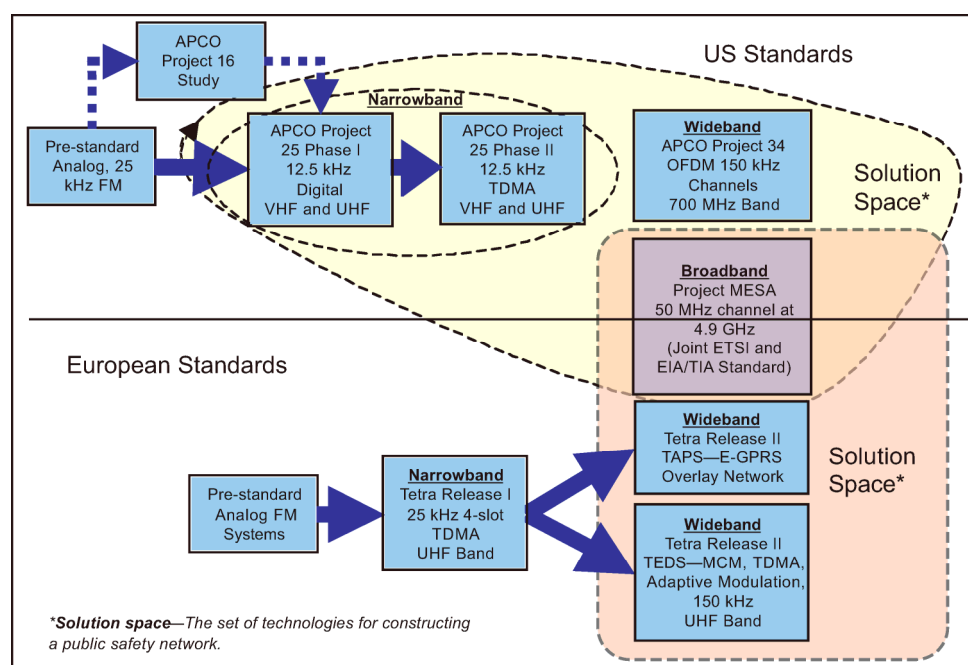 APCO
Project 16
Study
US Standards
Narrowband
Pre-standard
Analog, 25
kHz FM
APCO Project
25 Phase I
12.5 kHz
Digital
VHF and UHF
APCO Project
25 Phase II
12.5 kHz
TDMA
VHF and UHF
Wideband
APCO Project 34
OFDM 150 kHz
Channels
700 MHz Band
Solution
Space*
Broadband
Project MESA
50 MHz channel at
4.9 GHz
(Joint ETSI and
EIA/TIA Standard)
European Standards
Wideband
Tetra Release II
TAPS—E-GPRS
Overlay Network
Solution
Space*
Pre-standard
Analog FM
Systems
Narrowband
Tetra Release I
25 kHz 4-slot
TDMA
UHF Band
Wideband
Tetra Release II
TEDS—MCM, TDMA,
Adaptive Modulation,
150 kHz
UHF Band
*Solution space—The set of technologies for constructing
a public safety network.